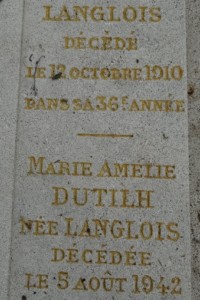 LANGLOIS
DÉCÉDÉ
LE 12 OCTOBRE 1910
DANS SA 36E ANNÉE
MARIE AMELIE
DUTILH
NÉE LANGLOIS
DÉCÉDÉE
LE 5 AOÛT 1942